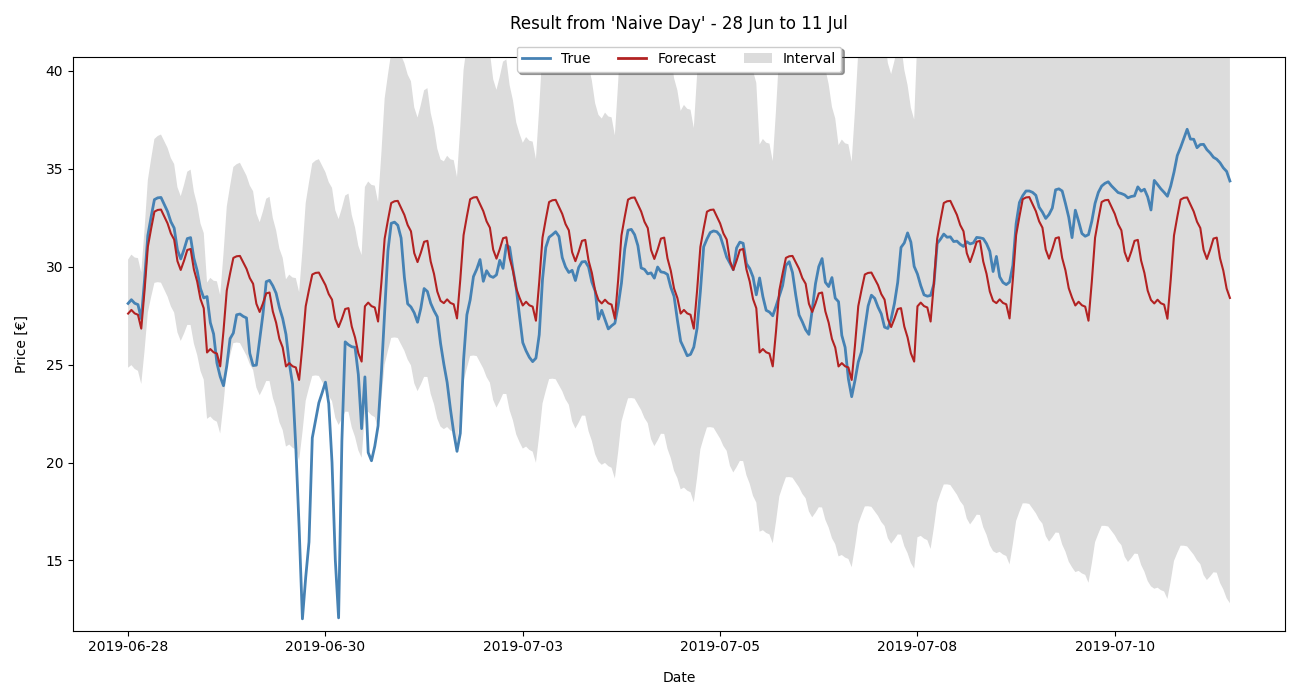 Result from 'Naive Day' - 28 Jun to 11 Jul
True Forecast Interval
40
35
30
25
20
15
Price [€]
2019-06-28 2019-06-30 2019-07-03 2019-07-05 2019-07-08 2019-07-10
Date